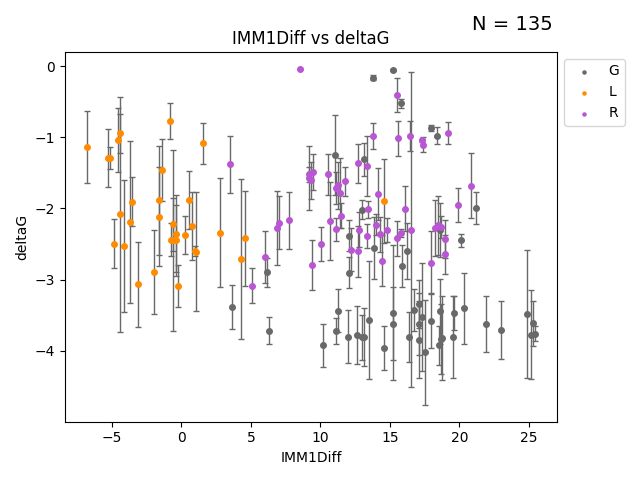 N = 135
IMM1Diff vs deltaG
G
L
R
0
−1
−2
−3
−4
deltaG
−5 0 5 10 15 20 25
IMM1Diff